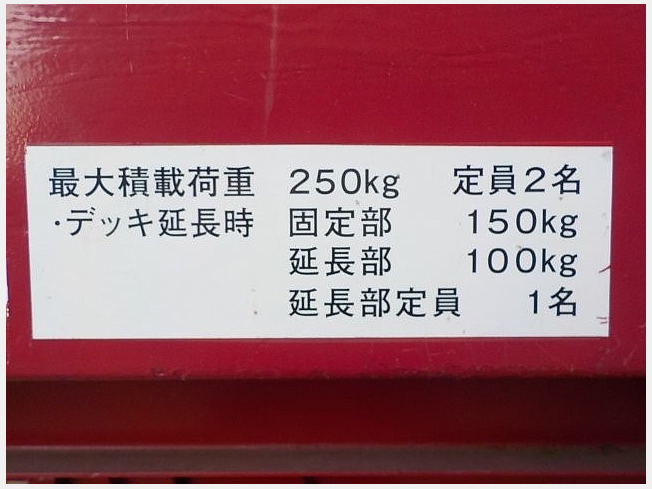 最大積載荷重 250kg 定員2名
・デッキ延長時 固定部 150kg
延長部 100kg
延長部定員 1名